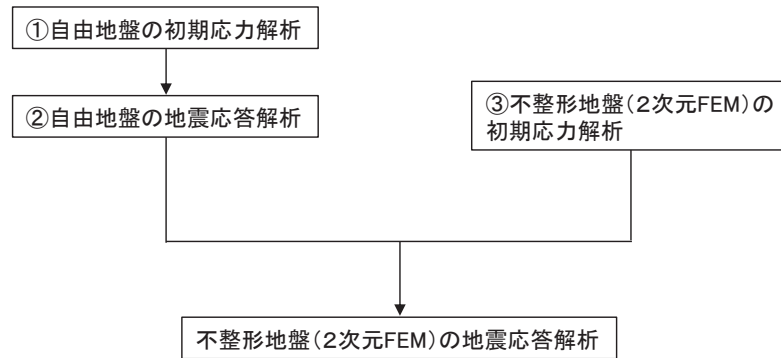 ①自由地盤の初期応力解析
②自由地盤の地震応答解析
③不整形地盤(2次元FEM)の
初期応力解析
不整形地盤(2次元FEM)の地震応答解析